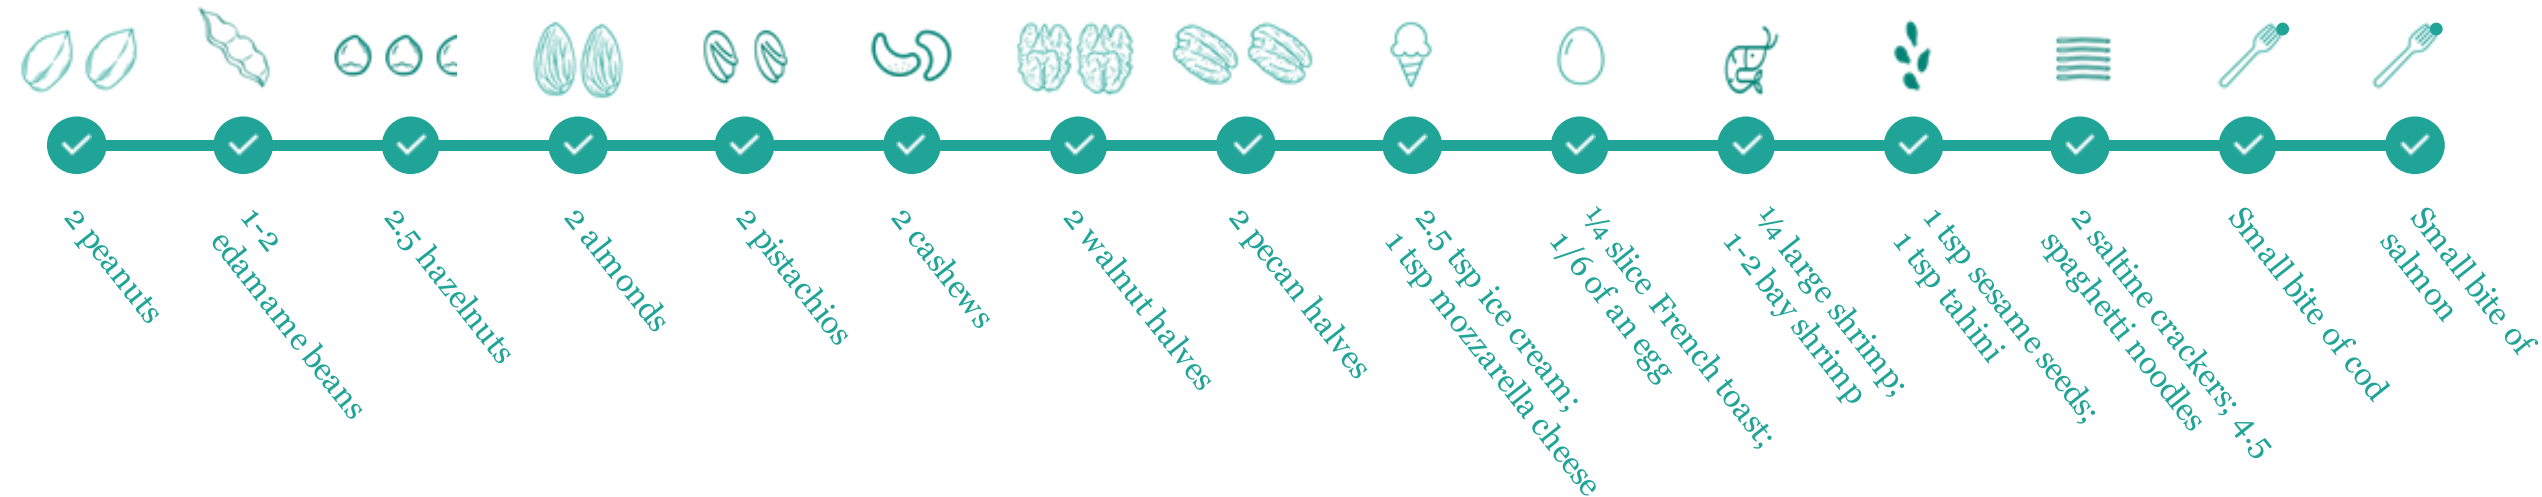 2 peanuts
1-2
edamame beans
2.5 hazelnuts
2 almonds
2 pistachios
2 cashews
2 walnut halves
2 pecan halves
2.5 tsp ice cream;
1 tsp mozzarella cheese
¼ slice French toast;
1/6 of an egg
¼ large shrimp;
1-2 bay shrimp
1 tsp sesame seeds;
1 tsp tahini
2 saltine crackers; 4.5
spaghetti noodles
Small bite of cod
Small bite of
salmon